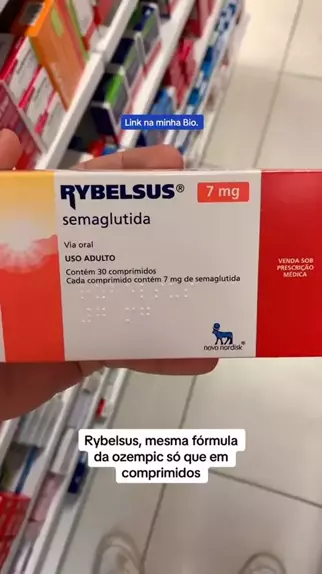 Link na minha Bio.
RYBELSUS® 7 mg
semaglutida
Via oral
USO ADULTO
Contém 30 comprimidos
Cada comprimido contém 7 mg de semaglutida
VENDA SOB
PRESCRIÇÃO
MÉDICA
novo nordisk®
Rybelsus, mesma fórmula
da ozempic só que em
comprimidos